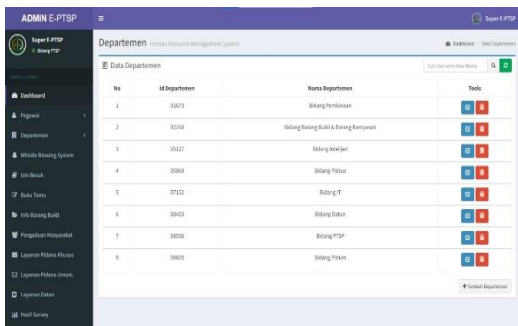 ADMIN E-PTSP
Super E-PTSP
Super E-PTSP
Bidang PTSP
Departemen Human Resource Management System
Dashboard
Data Departemen
Data Departemen
No Id Departemen Nama Departemen Tools
1 Bidang Pembinaan
2 Bidang Barang Bukti & Barang Rampasan
3 Bidang Intelijen
4 Bidang Pidsus
5 Bidang IT
6 Bidang Datun
7 Bidang PTSP
8 Bidang Pidum
Tambah Departemen
Dashboard
Pegawai
Departemen
Whistle Blowing System
Izin Besuk
Buku Tamu
Info Barang Bukti
Pengaduan Masyarakat
Layanan Pidana Khusus
Layanan Pidana Umum
Layanan Datun
Hasil Survey